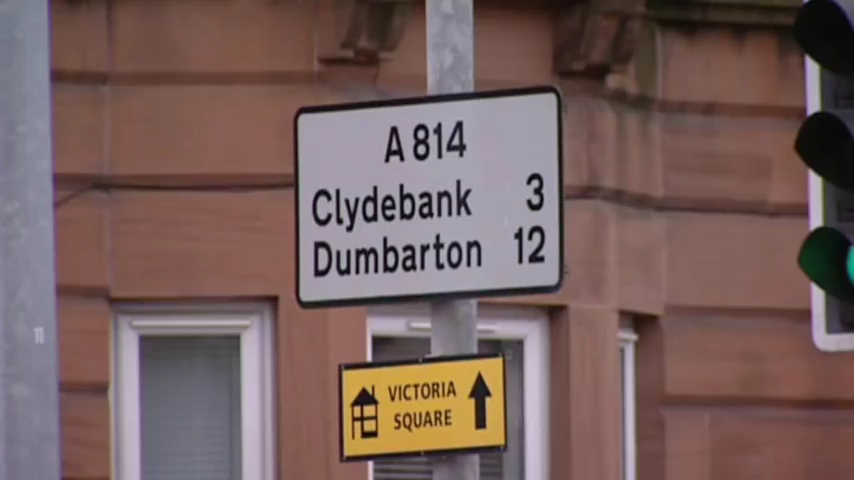 A 814
Clydebank 3
Dumbarton 12
VICTORIA
SQUARE